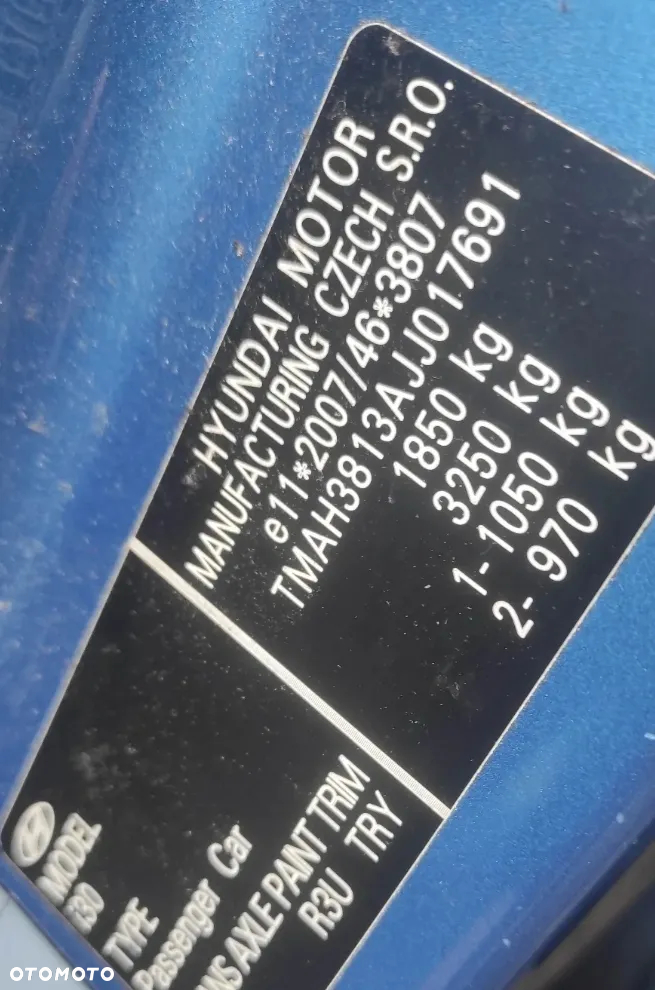 HYUNDAI MOTOR
MANUFACTURING CZECH S.R.O.
e11*2007/46*3807
TMAH3813AJJ017691
1850 kg
3250 kg
1- 1050 kg
2- 970 kg
MODEL
TYPE
Passenger Car
AXLE PAINT TRIM
R3U TRY
OTOMOTO